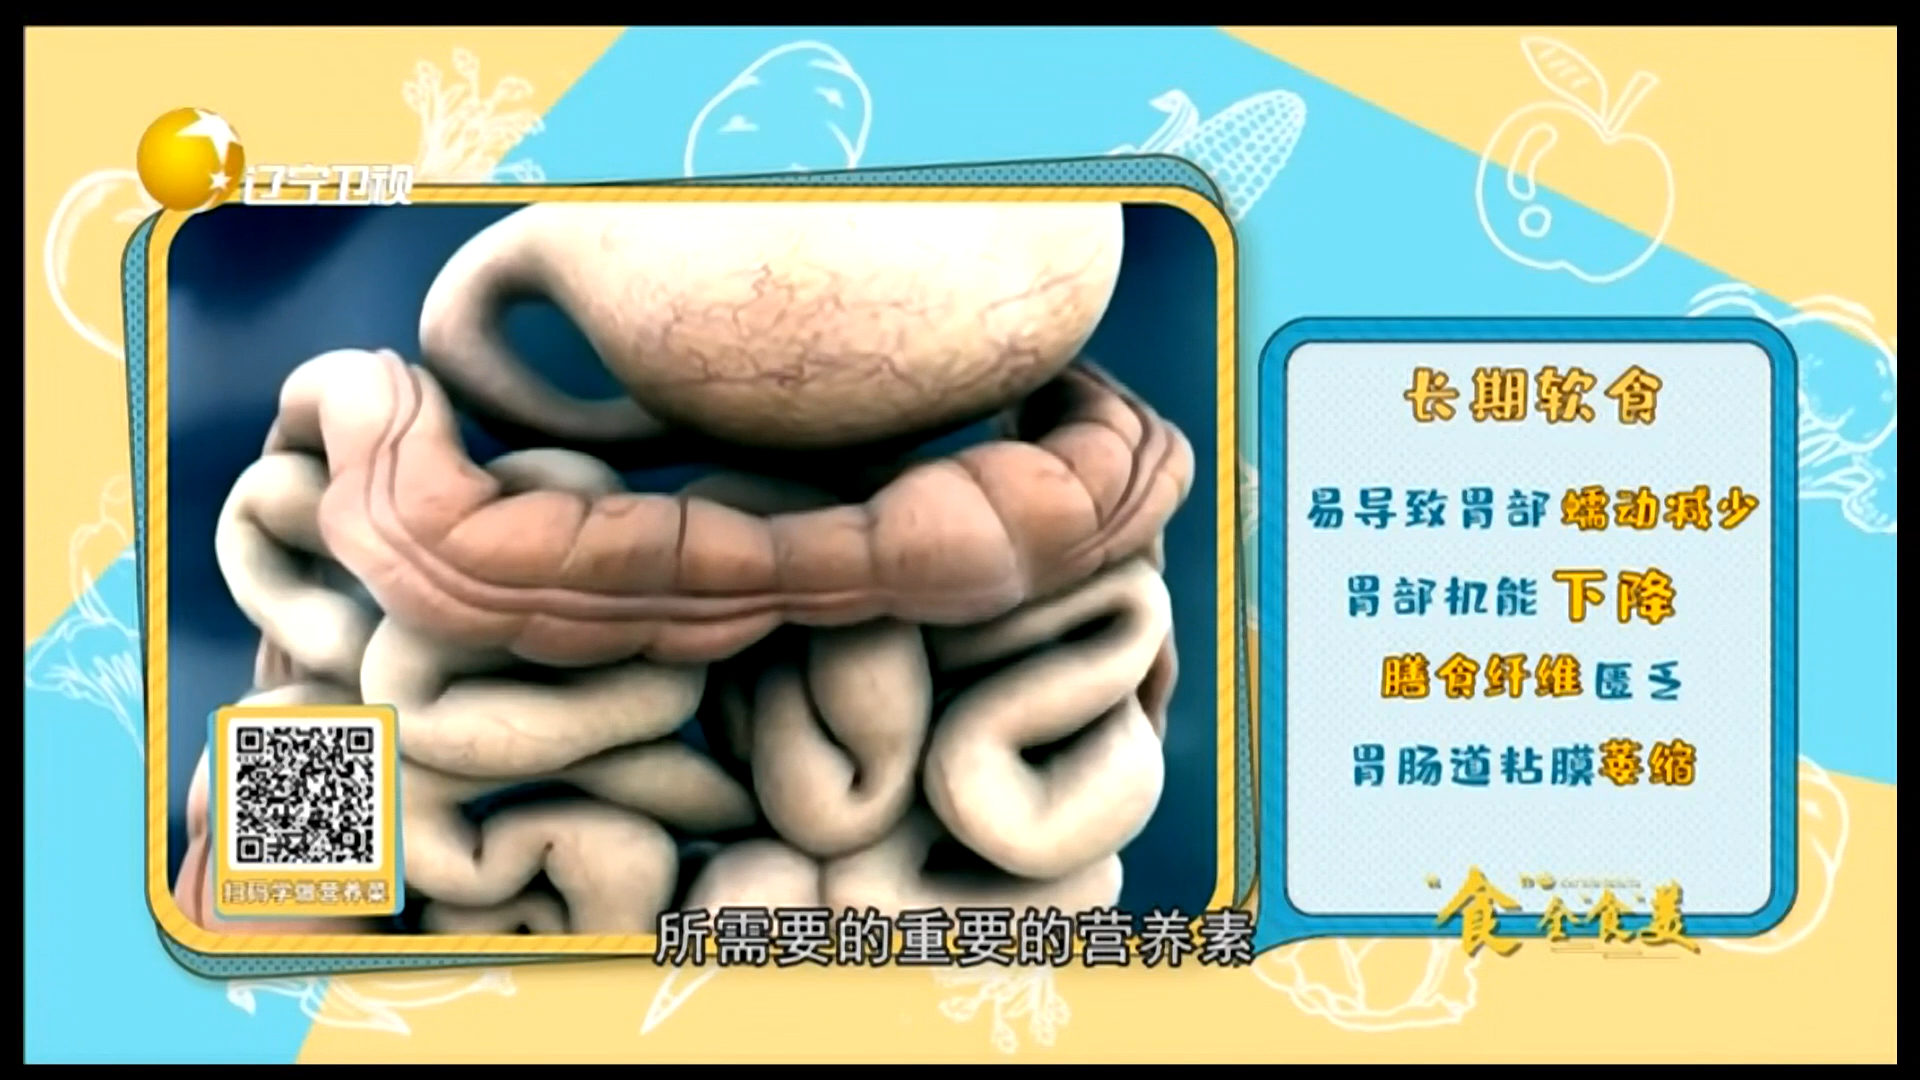 辽宁卫视
长期软食
易导致胃部蠕动减少
胃部机能下降
膳食纤维匮乏
胃肠道粘膜萎缩
扫码学做营养菜
食全食美
所需要的重要的营养素